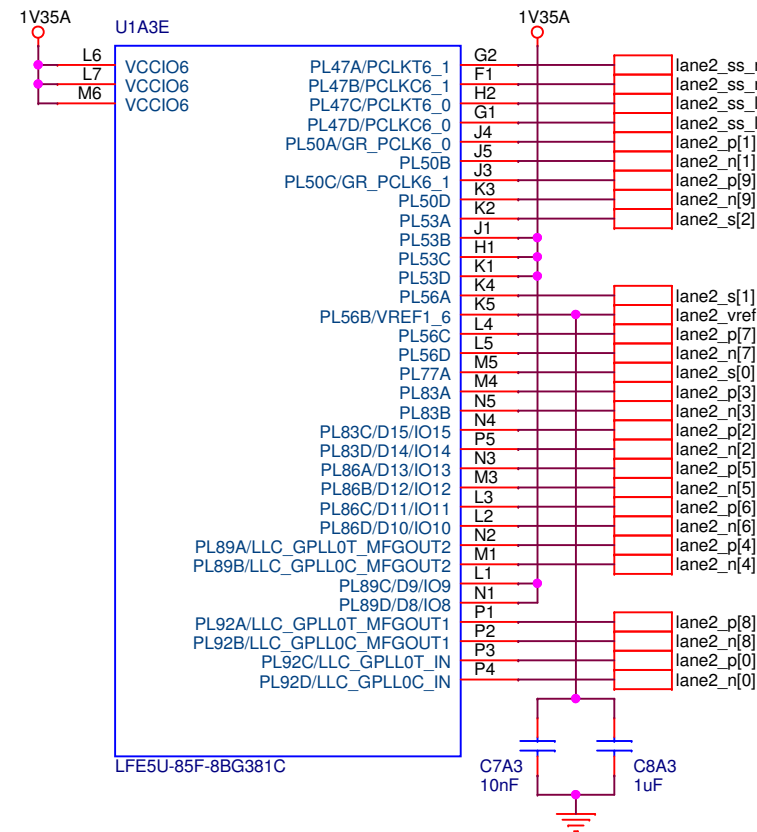 1V35A
U1A3E
1V35A
L6 VCCIO6
L7 VCCIO6
M6 VCCIO6
PL47A/PCLKT6_1 G2
PL47B/PCLKC6_1 F1
PL47C/PCLKT6_0 H2
PL47D/PCLKC6_0 G1
PL50A/GR_PCLK6_0 J4 lane2_p[1]
PL50B J5 lane2_n[1]
PL50C/GR_PCLK6_1 J3 lane2_p[9]
PL50D K3 lane2_n[9]
PL53A K2 lane2_s[2]
PL53B J1
PL53C H1
PL53D K1
PL56A K4 lane2_s[1]
PL56B/VREF1_6 K5 lane2_vref
PL56C L4 lane2_p[7]
PL56D L5 lane2_n[7]
PL77A M5 lane2_s[0]
PL83A M4 lane2_p[3]
PL83B N5 lane2_n[3]
PL83C/D15/IO15 N4 lane2_p[2]
PL83D/D14/IO14 P5 lane2_n[2]
PL86A/D13/IO13 N3 lane2_p[5]
PL86B/D12/IO12 M3 lane2_n[5]
PL86C/D11/IO11 L3 lane2_p[6]
PL86D/D10/IO10 L2 lane2_n[6]
PL89A/LLC_GPLL0T_MFGOUT2 N2 lane2_p[4]
PL89B/LLC_GPLL0C_MFGOUT2 M1 lane2_n[4]
PL89C/D9/IO9 L1
PL89D/D8/IO8 N1
PL92A/LLC_GPLL0T_MFGOUT1 P1 lane2_p[8]
PL92B/LLC_GPLL0C_MFGOUT1 P2 lane2_n[8]
PL92C/LLC_GPLL0T_IN P3 lane2_p[0]
PL92D/LLC_GPLL0C_IN P4 lane2_n[0]
LFE5U-85F-8BG381C
C7A3
10nF
C8A3
1uF